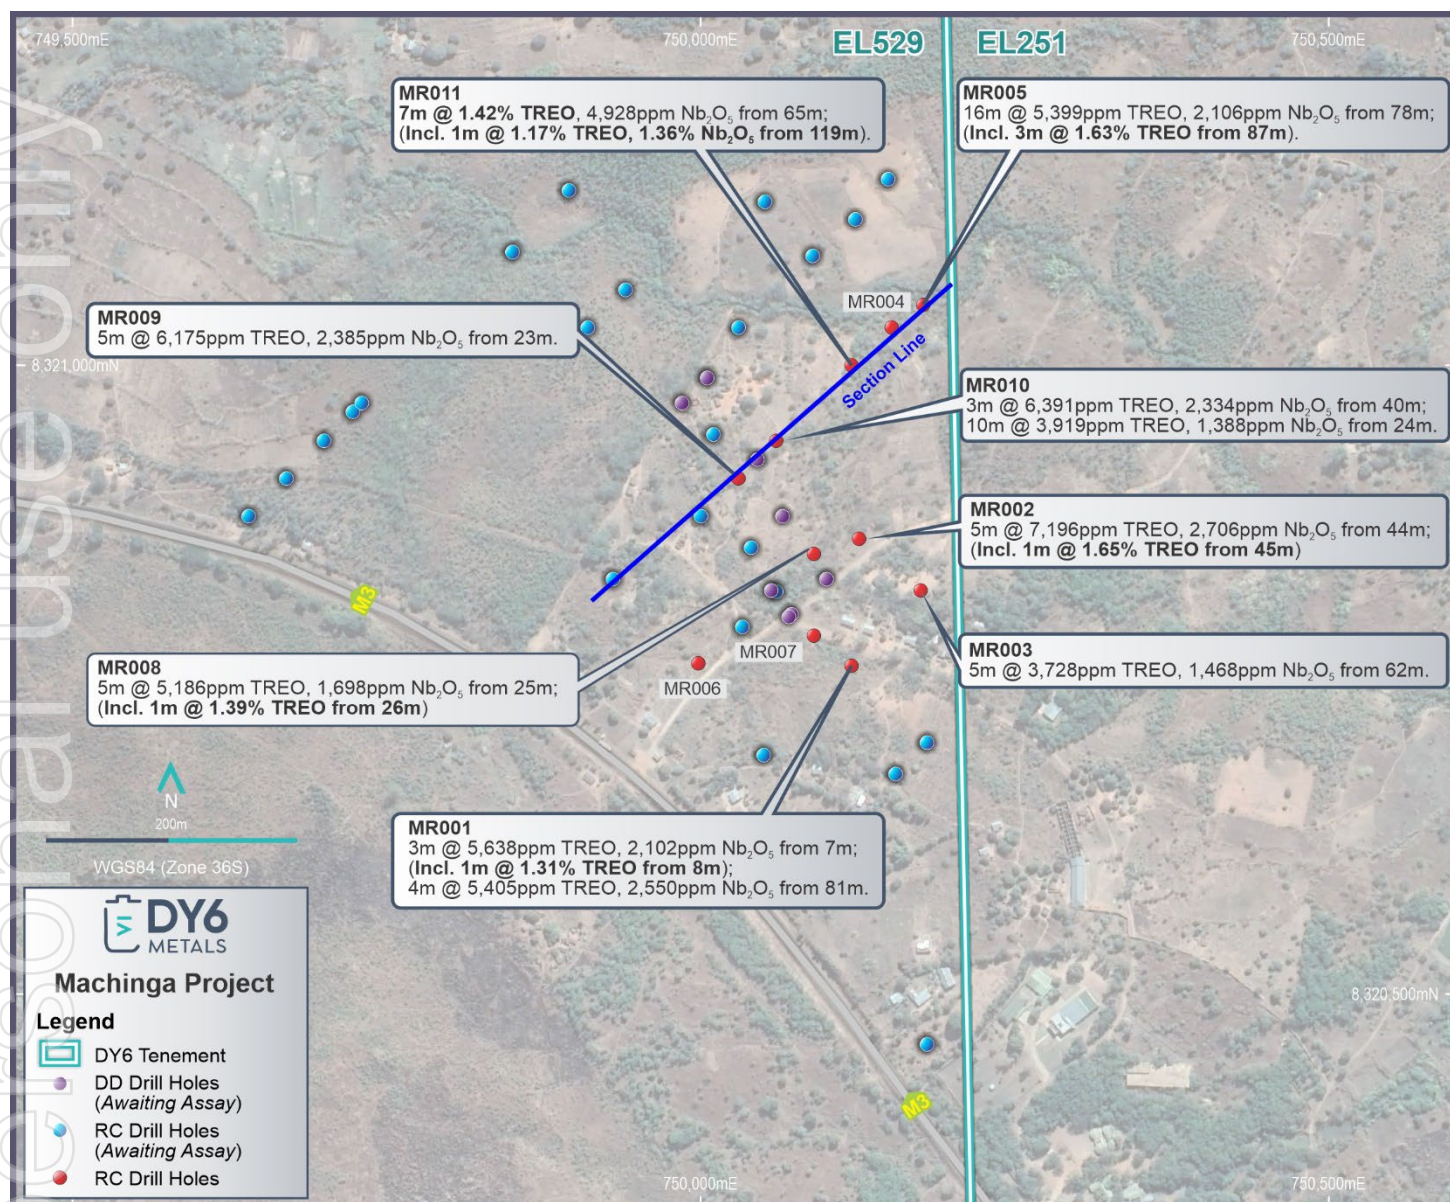 749,500mE
750,000mE
EL529
EL251
750,500mE
MR011
7m @ 1.42% TREO, 4,928ppm Nb₂O₅ from 65m;
(Incl. 1m @ 1.17% TREO, 1.36% Nb₂O₅ from 119m).
MR005
16m @ 5,399ppm TREO, 2,106ppm Nb₂O₅ from 78m;
(Incl. 3m @ 1.63% TREO from 87m).
MR004
MR009
5m @ 6,175ppm TREO, 2,385ppm Nb₂O₅ from 23m.
Section Line
8,321,000mN
MR010
3m @ 6,391ppm TREO, 2,334ppm Nb₂O₅ from 40m;
10m @ 3,919ppm TREO, 1,388ppm Nb₂O₅ from 24m.
MR002
5m @ 7,196ppm TREO, 2,706ppm Nb₂O₅ from 44m;
(Incl. 1m @ 1.65% TREO from 45m)
M3
MR003
5m @ 3,728ppm TREO, 1,468ppm Nb₂O₅ from 62m.
MR007
MR006
MR008
5m @ 5,186ppm TREO, 1,698ppm Nb₂O₅ from 25m;
(Incl. 1m @ 1.39% TREO from 26m)
N
200m
WGS84 (Zone 36S)
MR001
3m @ 5,638ppm TREO, 2,102ppm Nb₂O₅ from 7m;
(Incl. 1m @ 1.31% TREO from 8m);
4m @ 5,405ppm TREO, 2,550ppm Nb₂O₅ from 81m.
DY6
METALS
Machinga Project
Legend
DY6 Tenement
DD Drill Holes
(Awaiting Assay)
RC Drill Holes
(Awaiting Assay)
RC Drill Holes
8,320,500mN
M3
750,000mE
750,500mE
ersonal use only